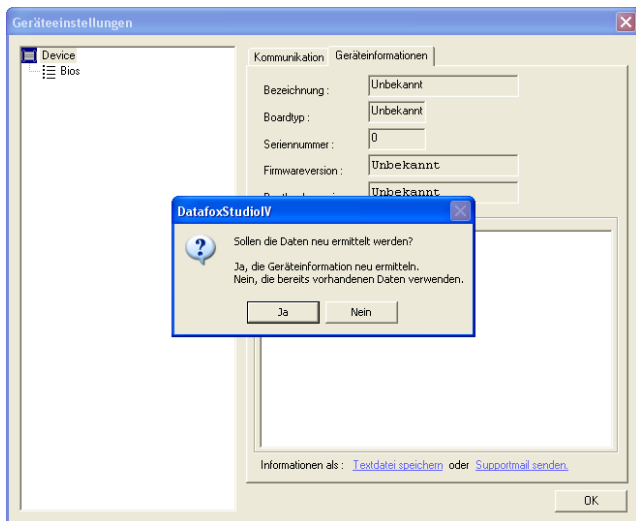 Geräteeinstellungen
Device
Bios
Kommunikation
Geräteinformationen
Bezeichnung :
Unbekannt
Boardtyp :
Unbekannt
Seriennummer :
0
Firmwareversion :
Unbekannt
Unbekannt
DatafoxStudioIV
Sollen die Daten neu ermittelt werden?
Ja, die Geräteinformation neu ermitteln.
Nein, die bereits vorhandenen Daten verwenden.
Ja
Nein
Informationen als : Textdatei speichern oder Supportmail senden.
OK